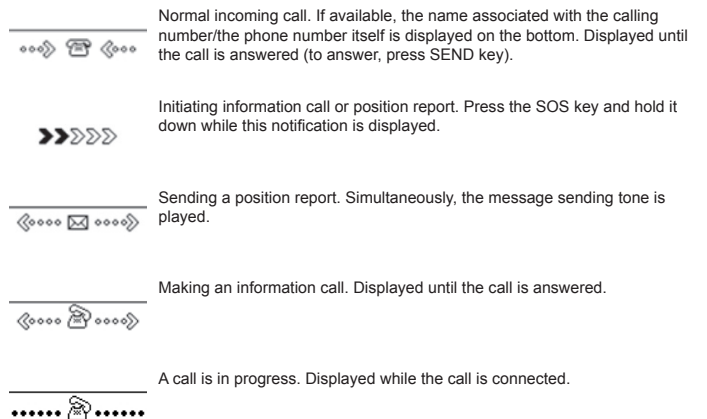 Normal incoming call. If available, the name associated with the calling
number/the phone number itself is displayed on the bottom. Displayed until
the call is answered (to answer, press SEND key).
Initiating information call or position report. Press the SOS key and hold it
down while this notification is displayed.
Sending a position report. Simultaneously, the message sending tone is
played.
Making an information call. Displayed until the call is answered.
A call is in progress. Displayed while the call is connected.